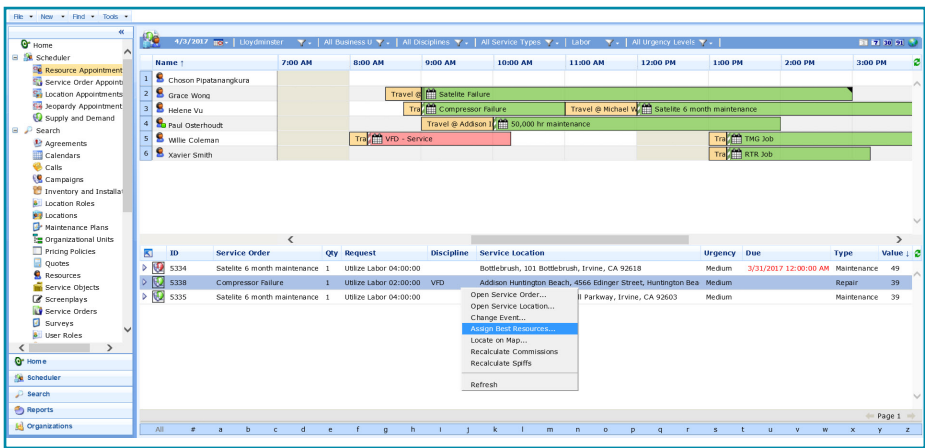 File New Find Tools
«
Home
Scheduler
Resource Appointment
Service Order Appoint
Location Appointments
Jeopardy Appointment
Supply and Demand
Search
Agreements
Calendars
Calls
Campaigns
Inventory and Installat
Location Roles
Locations
Maintenance Plans
Organizational Units
Pricing Policies
Quotes
Resources
Service Objects
Screenplays
Service Orders
Surveys
User Roles
Home
Scheduler
Search
Reports
Organizations
4/3/2017 | Lloydminster | All Business U | All Disciplines | All Service Types | Labor | All Urgency Levels | 1 7 30 91
Name ↑ 7:00 AM 8:00 AM 9:00 AM 10:00 AM 11:00 AM 12:00 PM 1:00 PM 2:00 PM 3:00 PM
1 Choson Pipatanangkura
2 Grace Wong Travel @ Satelite Failure
3 Helene Vu Tra Compressor Failure Travel @ Michael W Satelite 6 month maintenance
4 Paul Osterhoudt Travel @ Addison I 50,000 hr maintenance
5 Willie Coleman Tra VFD - Service Tra TMG Job
6 Xavier Smith Tra RTR Job
ID Service Order Qty Request Discipline Service Location Urgency Due Type Value ↓
5334 Satelite 6 month maintenance 1 Utilize Labor 04:00:00 Bottlebrush, 101 Bottlebrush, Irvine, CA 92618 Medium 3/31/2017 12:00:00 AM Maintenance 49
5338 Compressor Failure 1 Utilize Labor 02:00:00 VFD Addison Huntington Beach, 4566 Edinger Street, Huntington Bea Medium Repair 39
5335 Satelite 6 month maintenance 1 Utilize Labor 04:00:00 ll Parkway, Irvine, CA 92603 Medium Maintenance 39
Open Service Order...
Open Service Location...
Change Event...
Assign Best Resources...
Locate on Map...
Recalculate Commissions
Recalculate Spiffs
Refresh
Page 1
All # a b c d e f g h i j k l m n o p q r s t u v w x y z